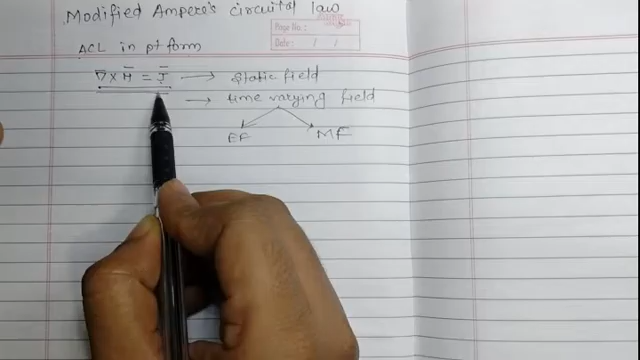 Modified Ampere's Circuital law
Page No.:
Date: / /
ACL in pt form
∇ × H̅ = J̅ → static field
→ time varying field
EF MF